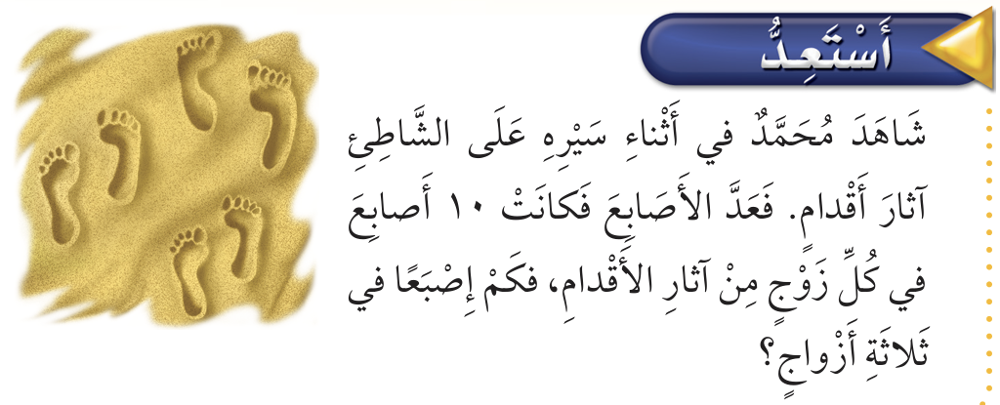 أَسْتَعِدُّ
شَاهَدَ مُحَمَّدٌ في أَثْناءِ سَيْرِهِ عَلَى الشَّاطِئِ
آثارَ أَقْدامٍ. فَعَدَّ الأَصَابِعَ فَكانَتْ ١٠ أَصابِعَ
في كُلِّ زَوْجٍ مِنْ آثارِ الأَقْدامِ، فكَمْ إِصْبَعًا في
ثَلاثَةِ أَزْواجٍ؟